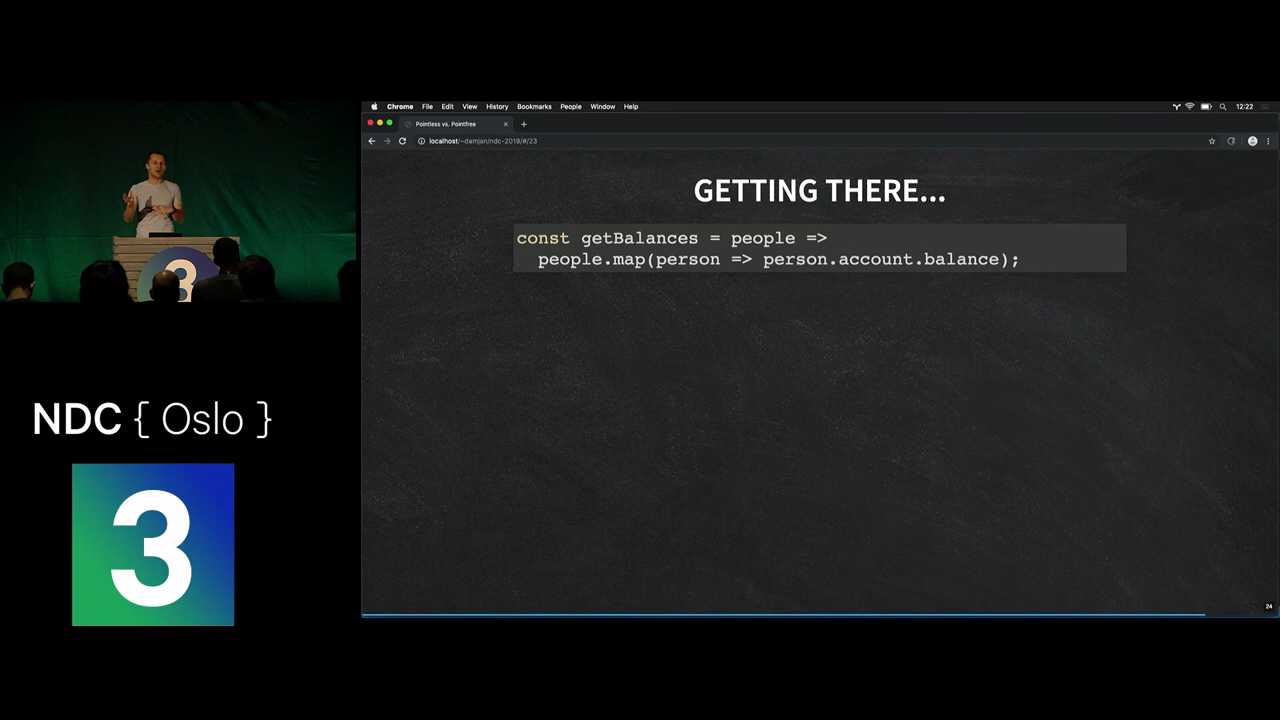 Chrome File Edit View History Bookmarks People Window Help 12:22
Pointless vs. Pointfree
localhost/~damjan/ndc-2019/#/23
GETTING THERE...
const getBalances = people =>
people.map(person => person.account.balance);
24
3
NDC { Oslo }
3